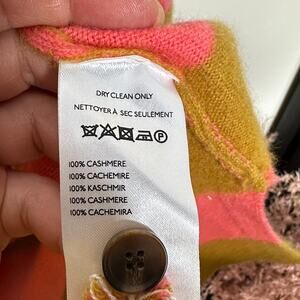 DRY CLEAN ONLY
NETTOYER À SEC SEULEMENT
100% CASHMERE
100% CACHEMIRE
100% KASCHMIR
100% CASHMERE
100% CACHEMIRA